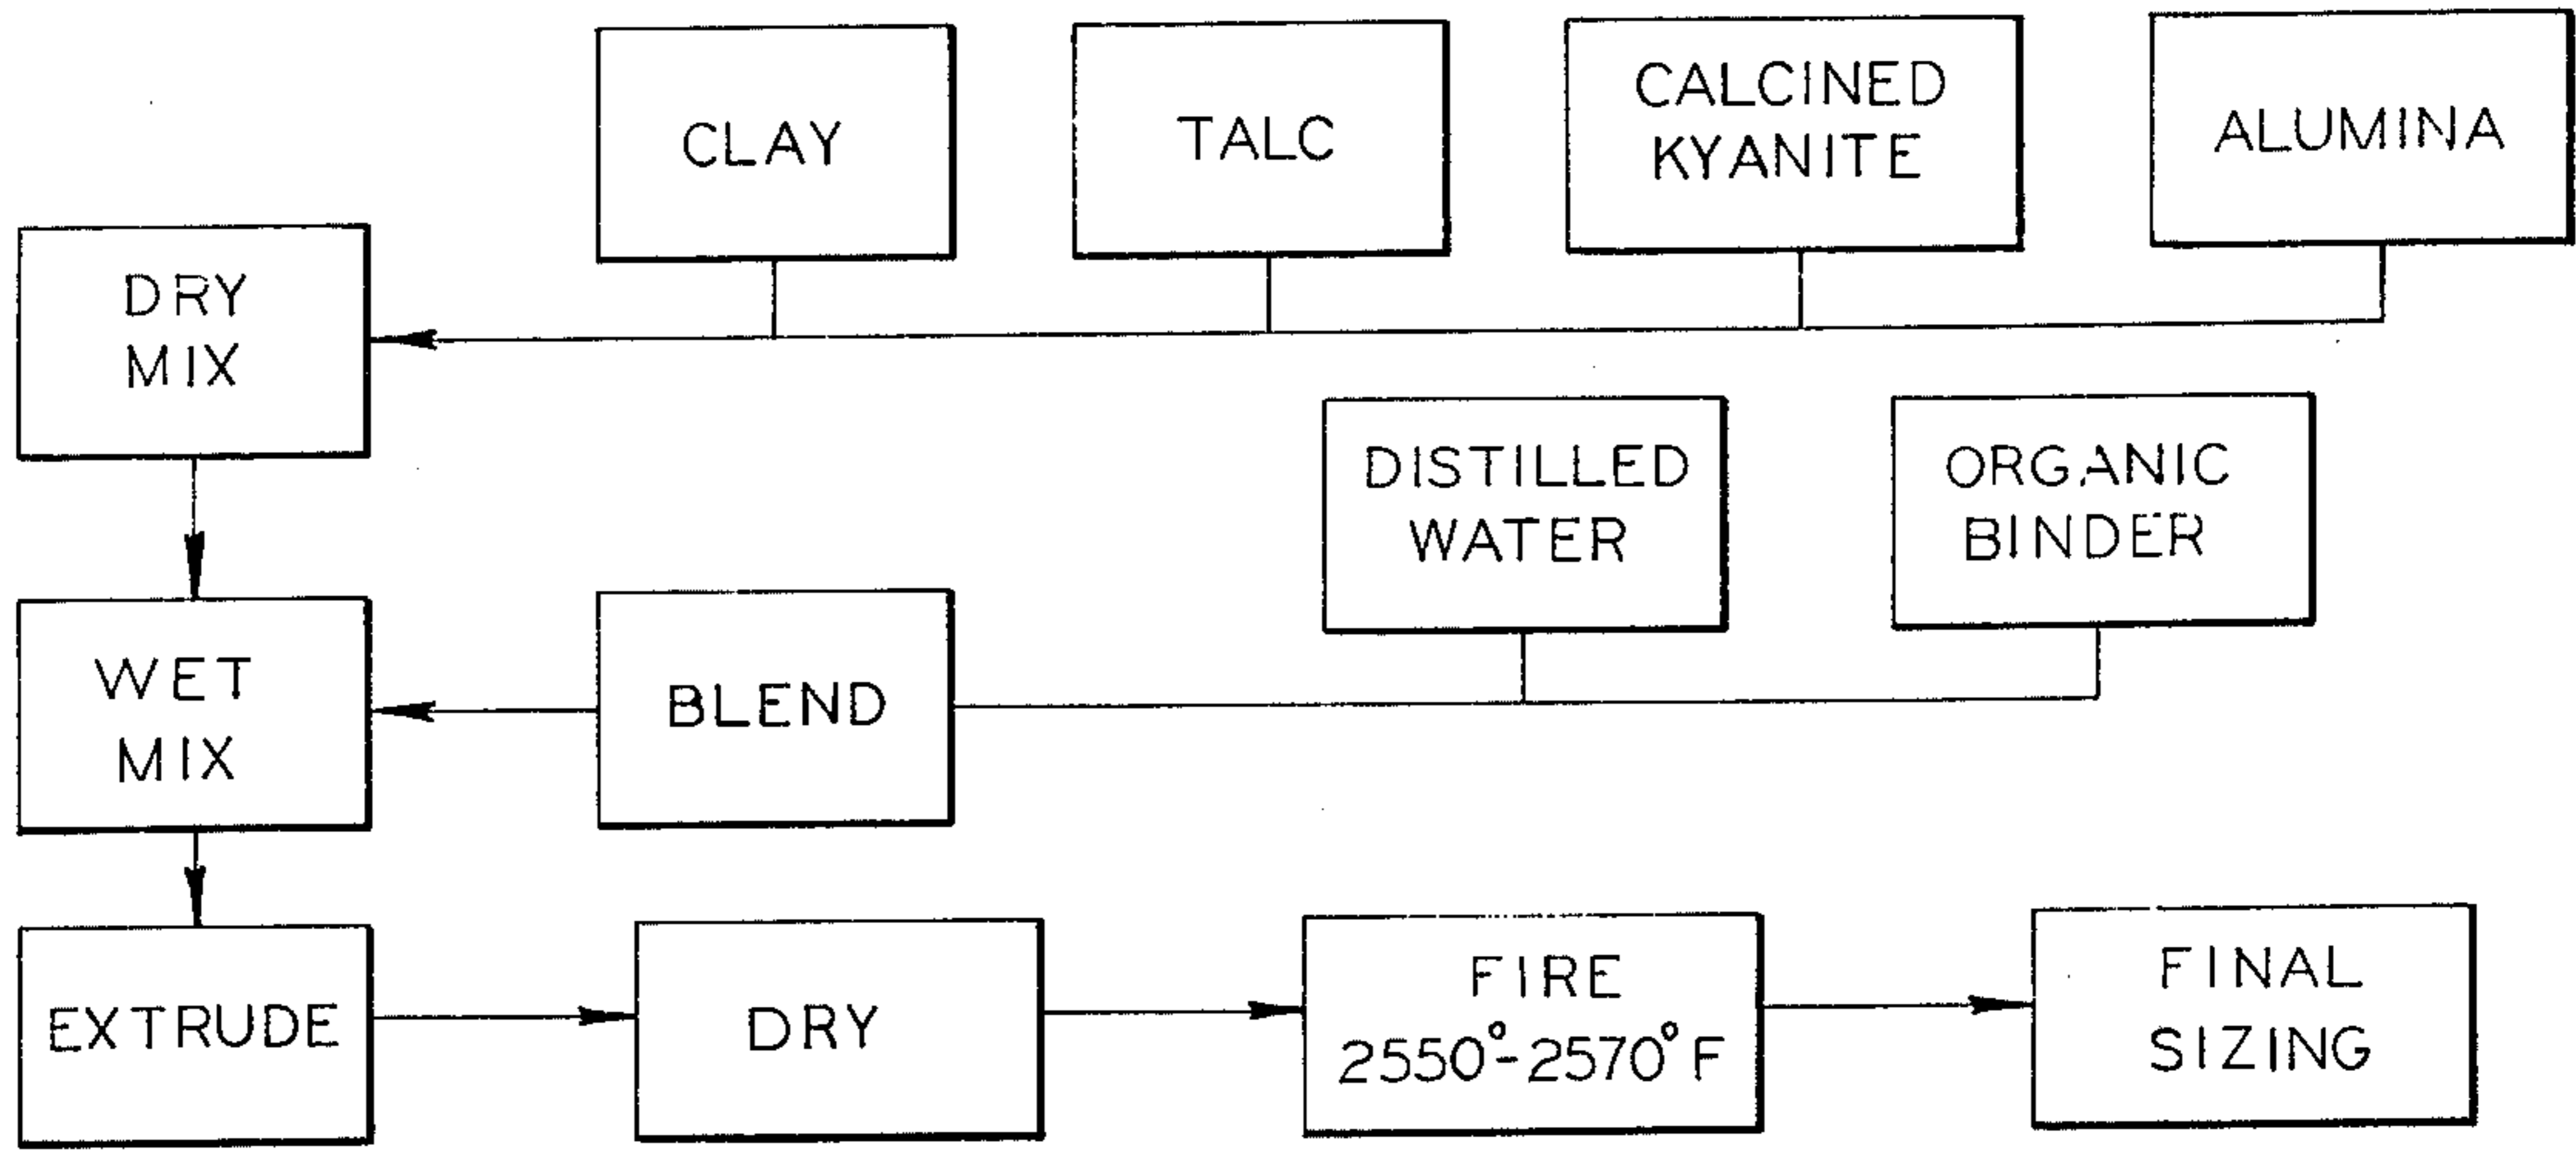 CLAY
TALC
CALCINED
KYANITE
ALUMINA
DRY
MIX
DISTILLED
WATER
ORGANIC
BINDER
WET
MIX
BLEND
EXTRUDE
DRY
FIRE
2550°-2570°F
FINAL
SIZING